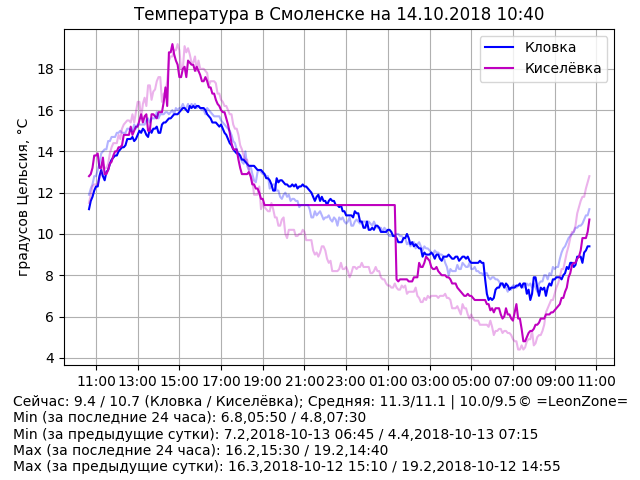 Температура в Смоленске на 14.10.2018 10:40
Кловка
Киселёвка
градусов Цельсия, °C
18
16
14
12
10
8
6
4
11:00 13:00 15:00 17:00 19:00 21:00 23:00 01:00 03:00 05:00 07:00 09:00 11:00
Сейчас: 9.4 / 10.7 (Кловка / Киселёвка); Средняя: 11.3/11.1 | 10.0/9.5© =LeonZone=
Min (за последние 24 часа): 6.8,05:50 / 4.8,07:30
Min (за предыдущие сутки): 7.2,2018-10-13 06:45 / 4.4,2018-10-13 07:15
Max (за последние 24 часа): 16.2,15:30 / 19.2,14:40
Max (за предыдущие сутки): 16.3,2018-10-12 15:10 / 19.2,2018-10-12 14:55